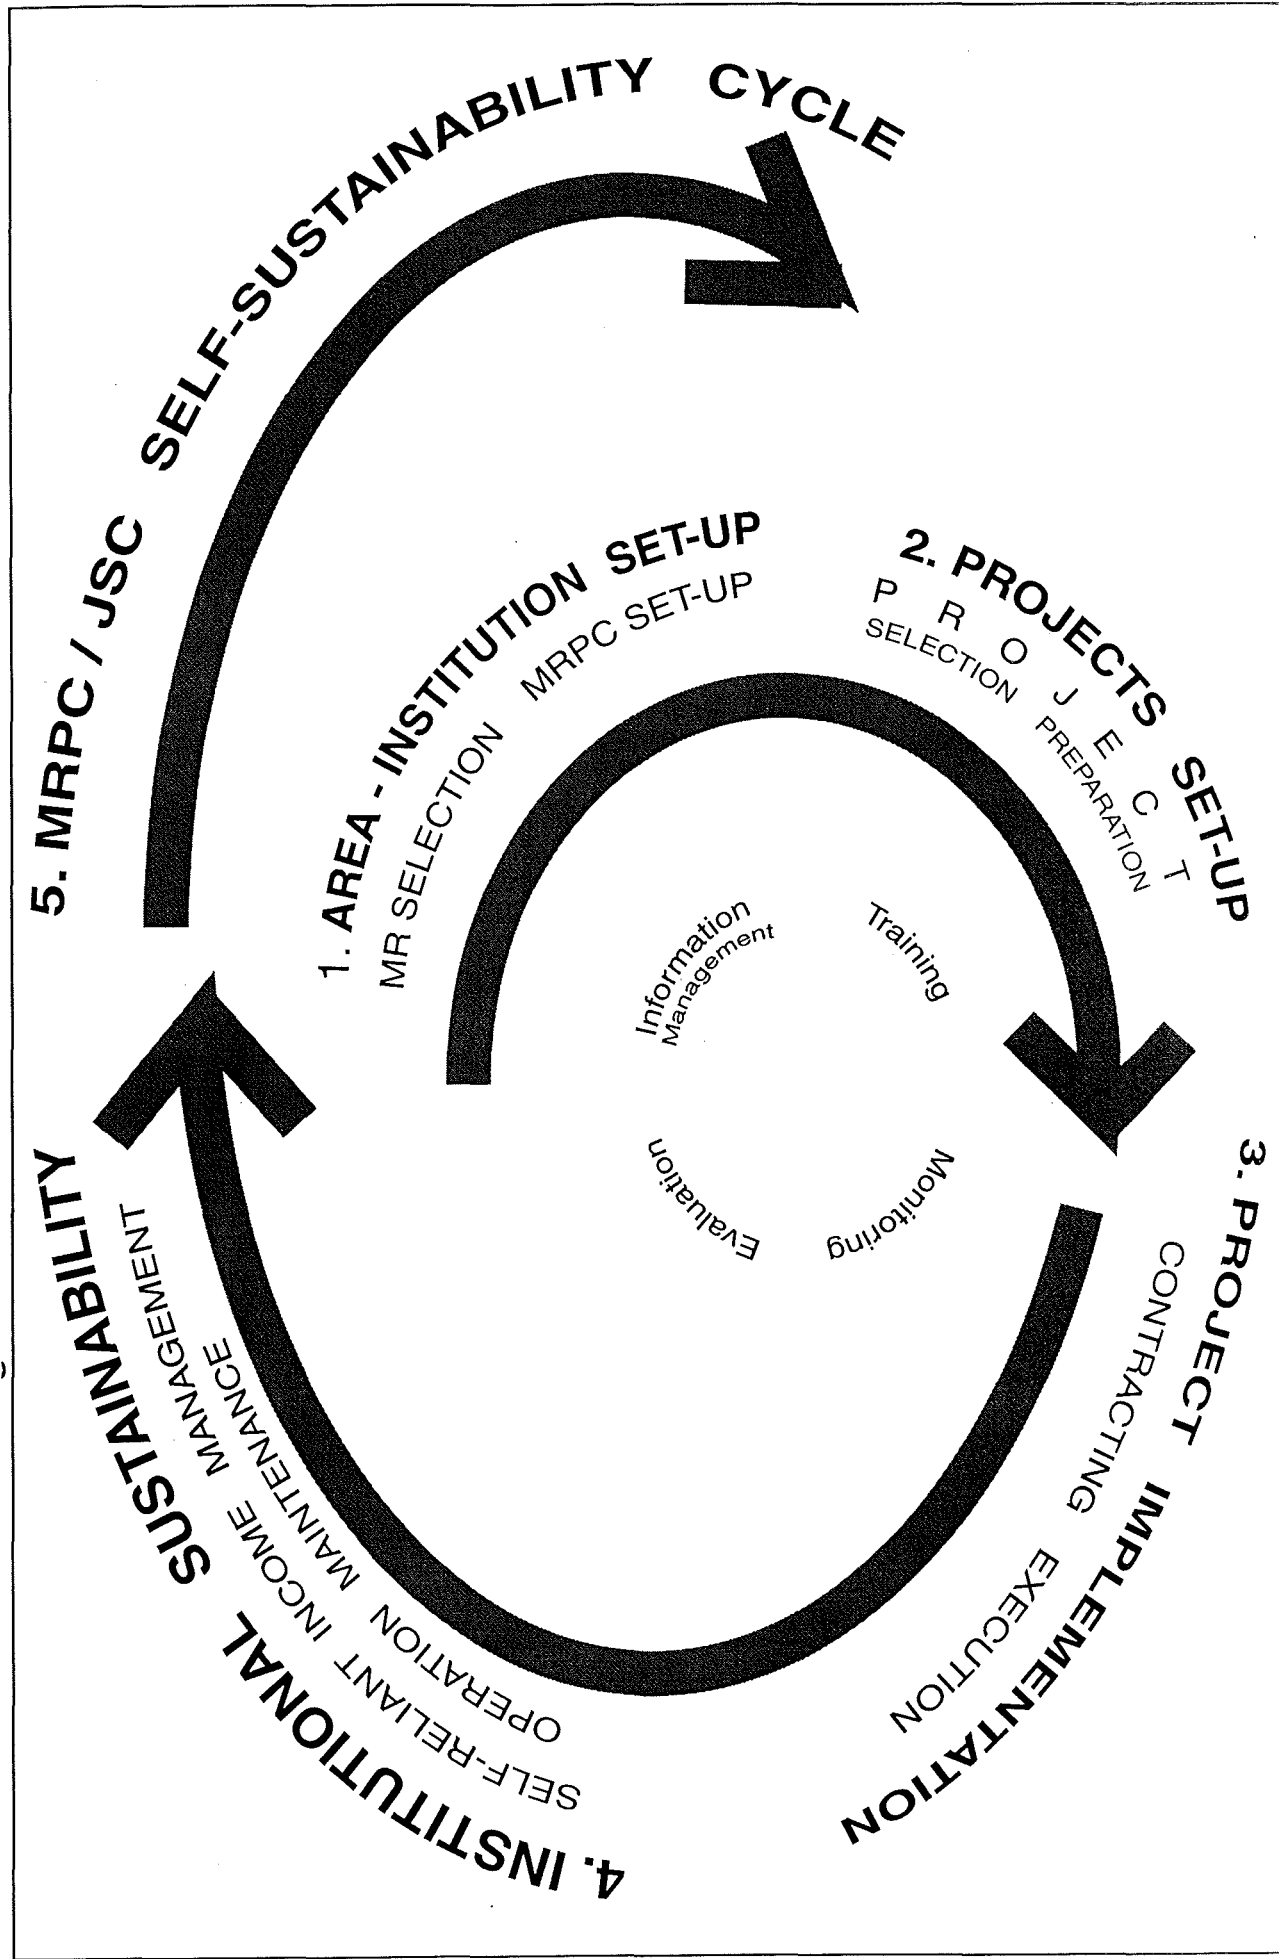 1. AREA - INSTITUTION SET-UP
MR SELECTION MRPC SET-UP
2. PROJECTS SET-UP
PROJECT
SELECTION PREPARATION
3. PROJECT IMPLEMENTATION
CONTRACTING EXECUTION
4. INSTITUTIONAL SUSTAINABILITY
SELF-RELIANT INCOME MANAGEMENT
OPERATION MAINTENANCE
5. MRPC / JSC SELF-SUSTAINABILITY CYCLE
Information
Management
Training
Monitoring
Evaluation